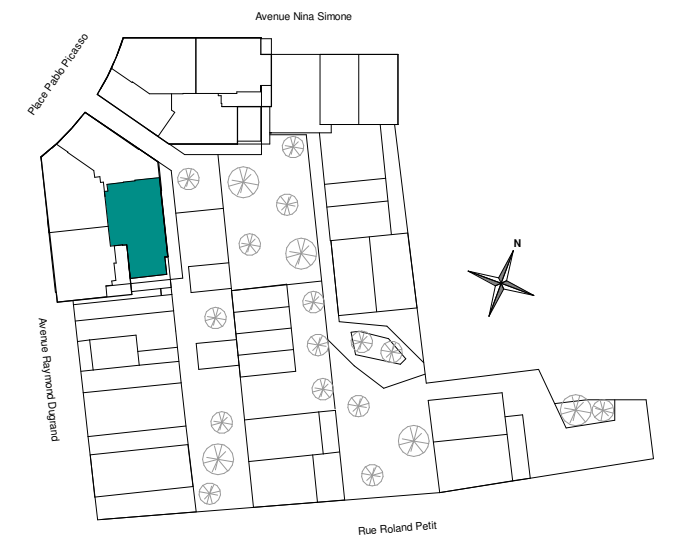 Avenue Nina Simone
Place Pablo Picasso
N
Avenue Raymond Dugrand
Rue Roland Petit